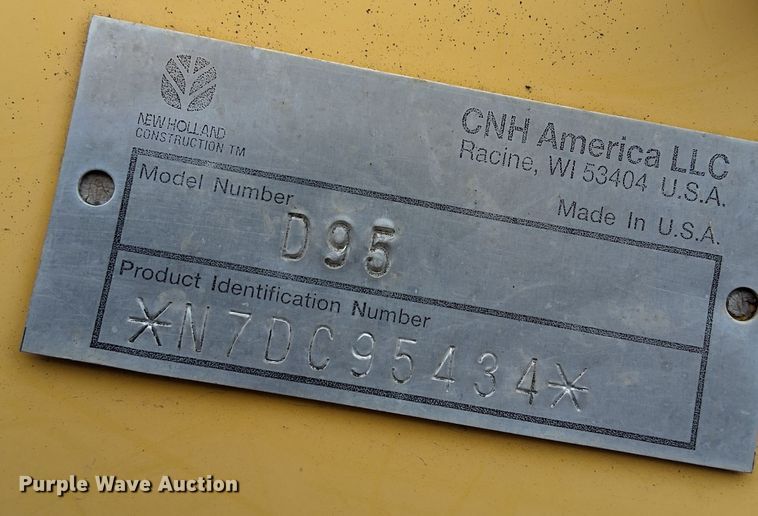 NEW HOLLAND
CONSTRUCTION TM
CNH America LLC
Racine, WI 53404 U.S.A.
Made In U.S.A.
Model Number
D95
Product Identification Number
*N7DC95434*
Purple Wave Auction